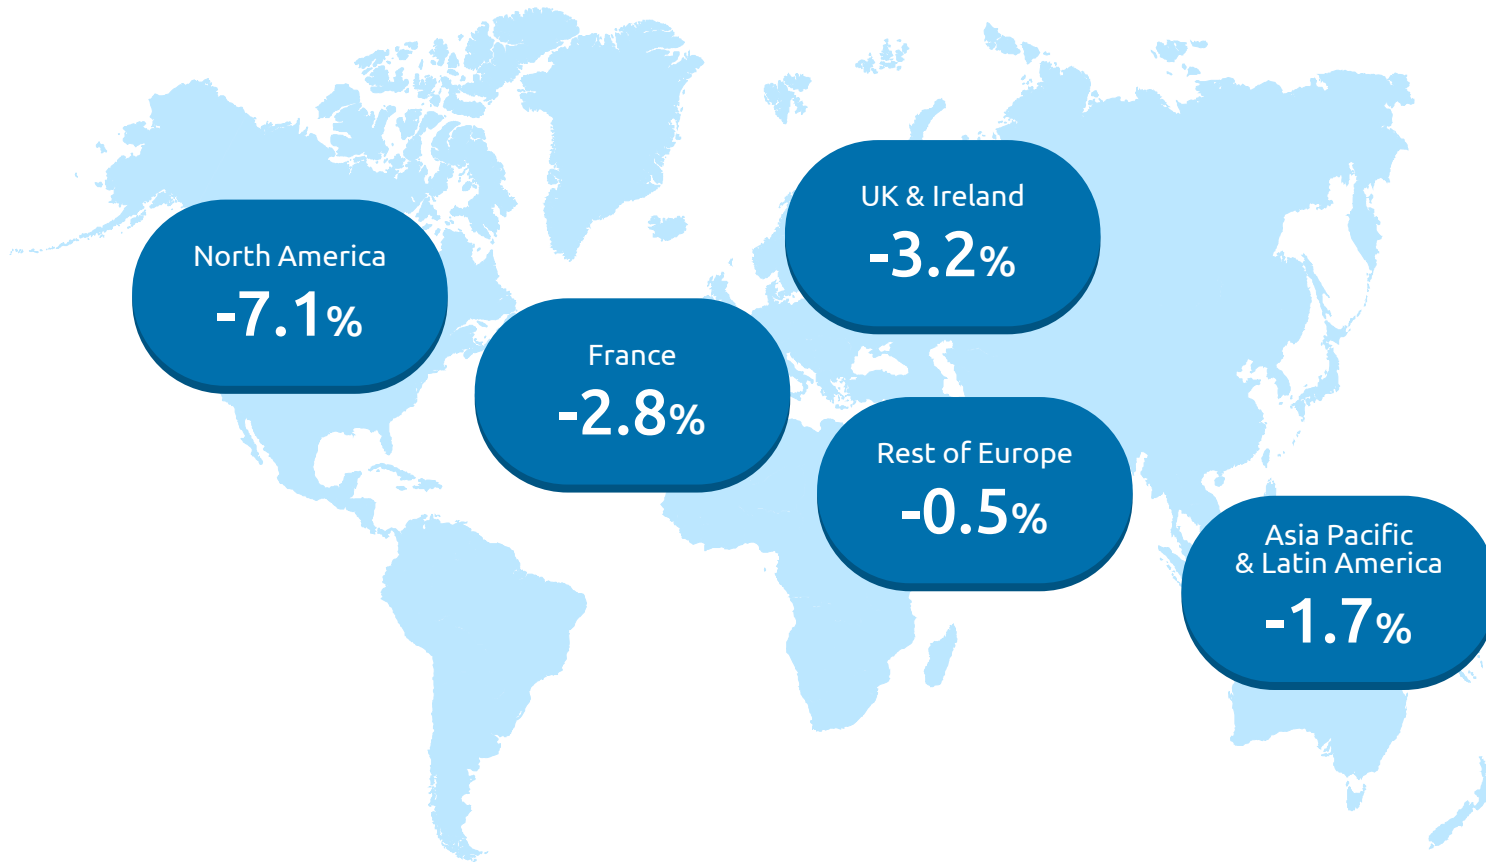 North America
-7.1%
France
-2.8%
UK & Ireland
-3.2%
Rest of Europe
-0.5%
Asia Pacific
& Latin America
-1.7%